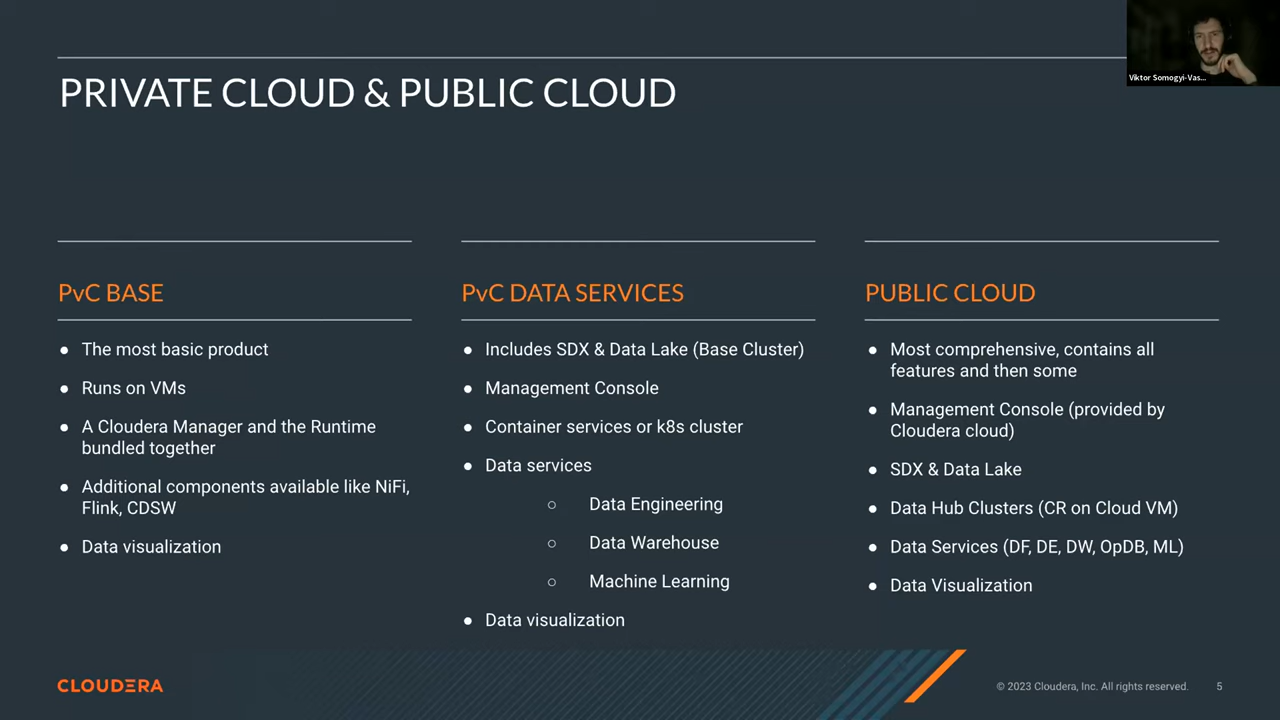 Viktor Somogyi-Vas...
PRIVATE CLOUD & PUBLIC CLOUD
PvC BASE
● The most basic product
● Runs on VMs
● A Cloudera Manager and the Runtime
bundled together
● Additional components available like NiFi,
Flink, CDSW
● Data visualization
PvC DATA SERVICES
● Includes SDX & Data Lake (Base Cluster)
● Management Console
● Container services or k8s cluster
● Data services
○ Data Engineering
○ Data Warehouse
○ Machine Learning
● Data visualization
PUBLIC CLOUD
● Most comprehensive, contains all
features and then some
● Management Console (provided by
Cloudera cloud)
● SDX & Data Lake
● Data Hub Clusters (CR on Cloud VM)
● Data Services (DF, DE, DW, OpDB, ML)
● Data Visualization
CLOUDERA
© 2023 Cloudera, Inc. All rights reserved. 5